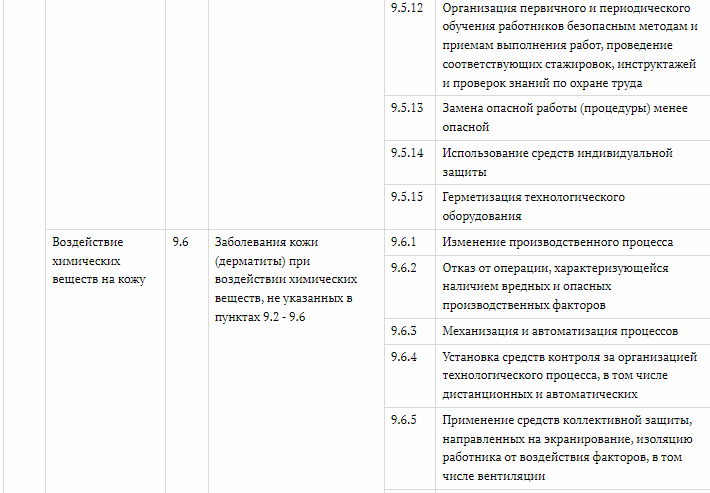 9.5.12
Организация первичного и периодического
обучения работников безопасным методам и
приемам выполнения работ, проведение
соответствующих стажировок, инструктажей
и проверок знаний по охране труда
9.5.13
Замена опасной работы (процедуры) менее
опасной
9.5.14
Использование средств индивидуальной
защиты
9.5.15
Герметизация технологического
оборудования
Воздействие
химических
веществ на кожу
9.6
Заболевания кожи
(дерматиты) при
воздействии химических
веществ, не указанных в
пунктах 9.2 - 9.6
9.6.1
Изменение производственного процесса
9.6.2
Отказ от операции, характеризующейся
наличием вредных и опасных
производственных факторов
9.6.3
Механизация и автоматизация процессов
9.6.4
Установка средств контроля за организацией
технологического процесса, в том числе
дистанционных и автоматических
9.6.5
Применение средств коллективной защиты,
направленных на экранирование, изоляцию
работника от воздействия факторов, в том
числе вентиляции